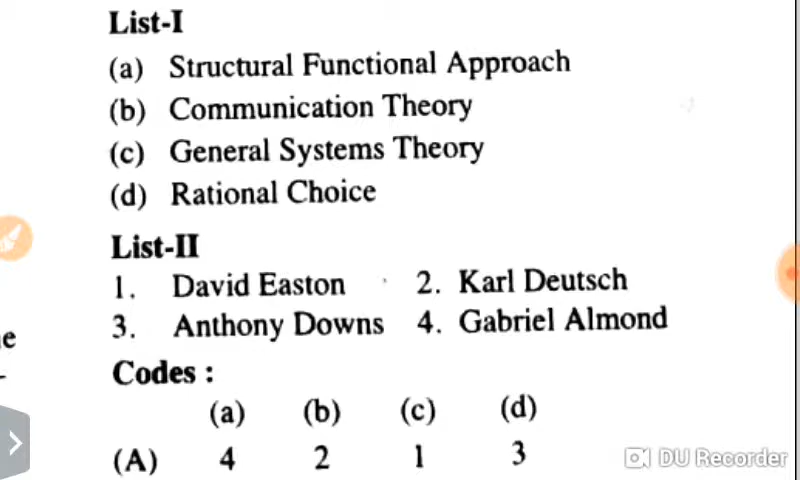 List-I
(a) Structural Functional Approach
(b) Communication Theory
(c) General Systems Theory
(d) Rational Choice
List-II
1. David Easton 2. Karl Deutsch
3. Anthony Downs 4. Gabriel Almond
e
Codes :
(a) (b) (c) (d)
(A) 4 2 1 3
DU Recorder